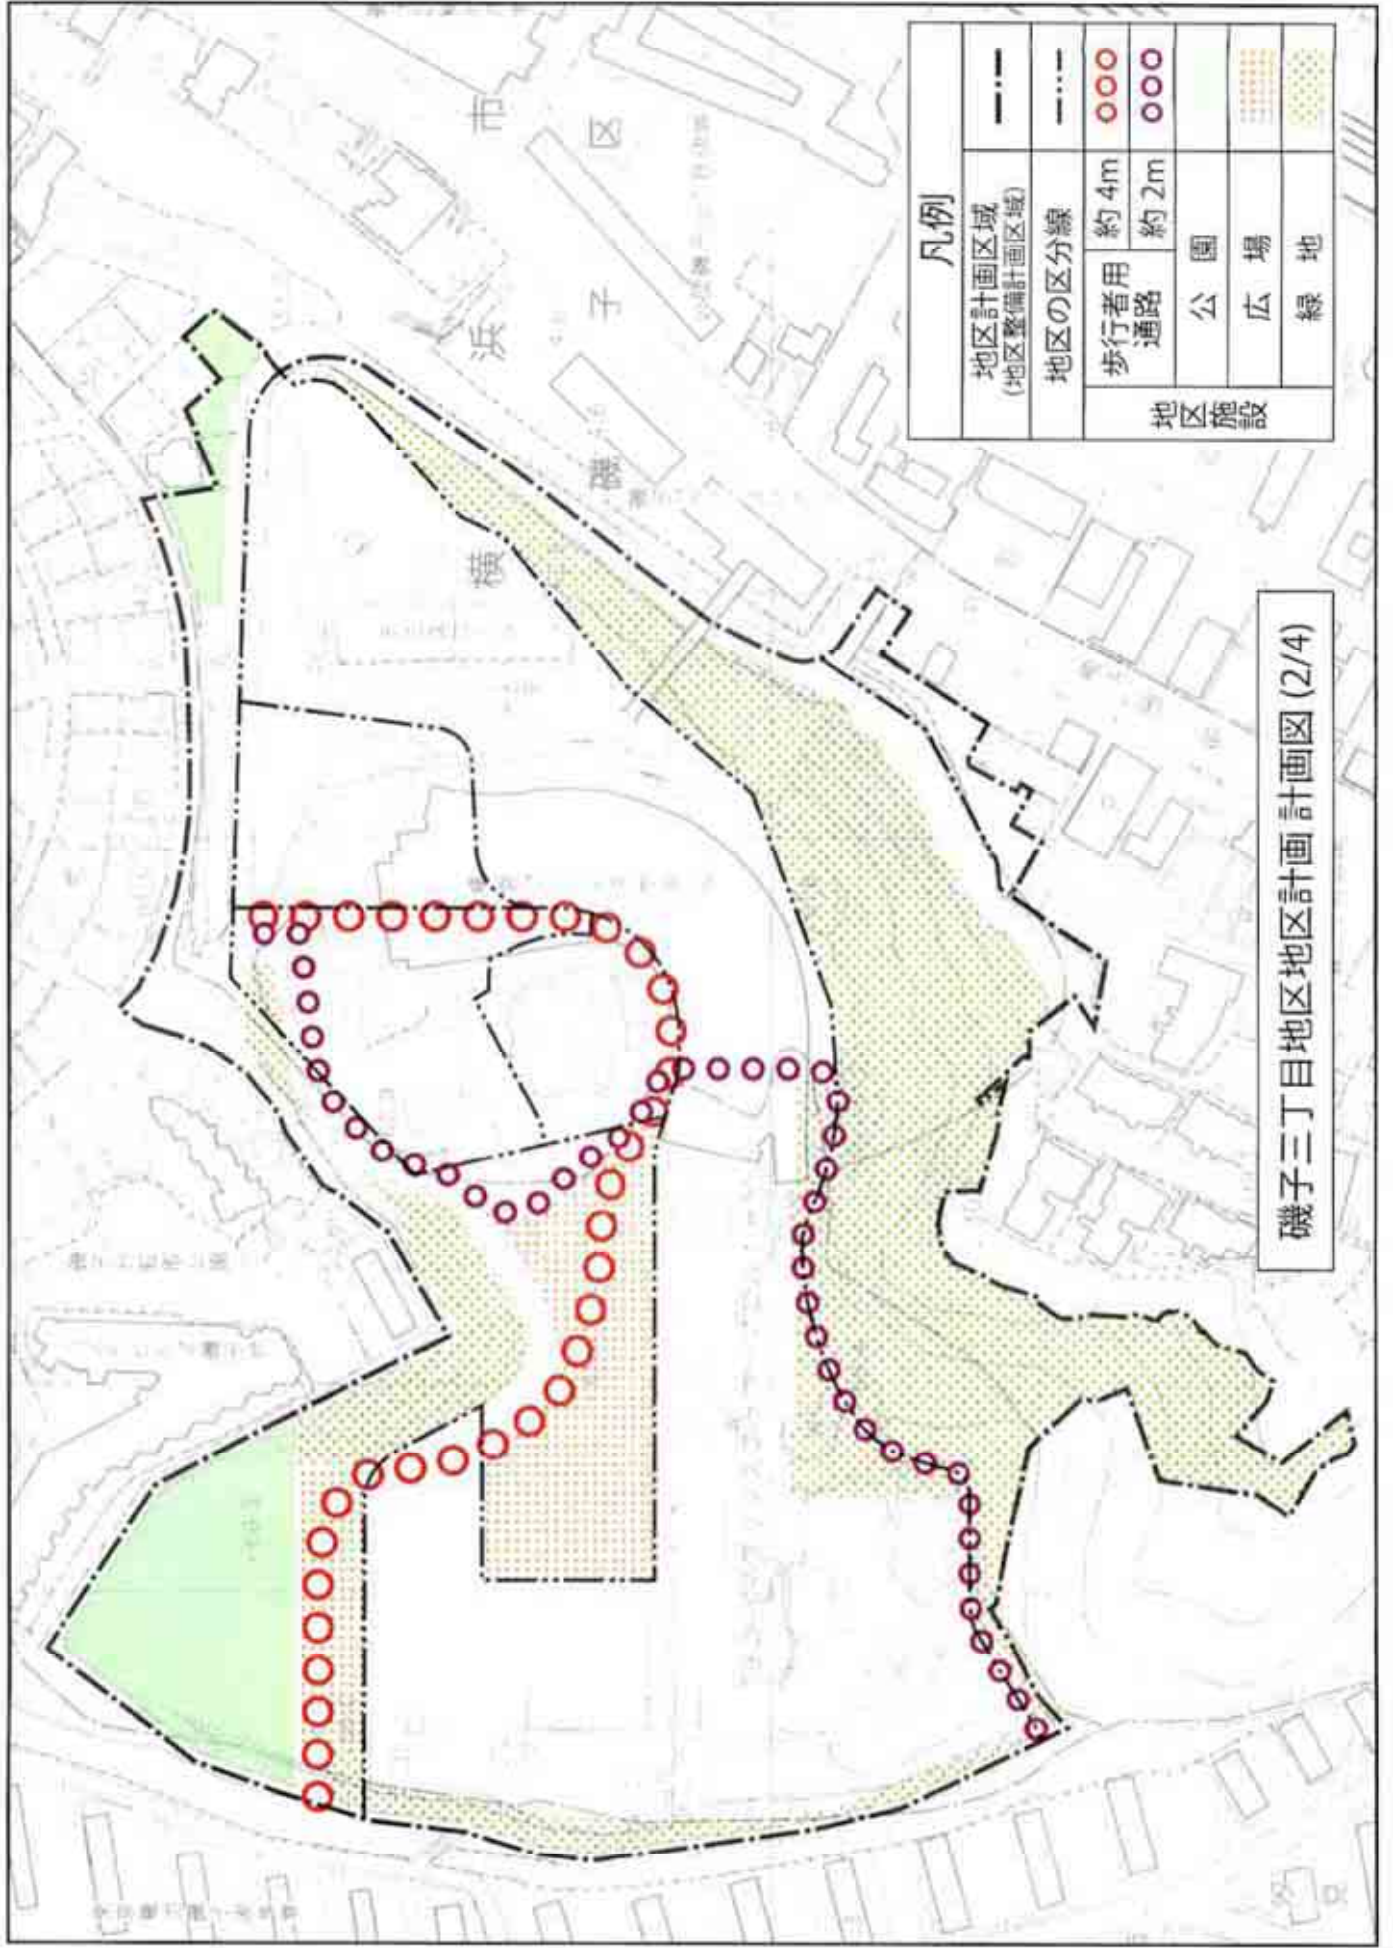 凡例
地区計画区域
(地区整備計画区域)
地区の区分線
地区施設
歩行者用通路
約 4m
約 2m
公園
広場
緑地
横浜市
磯子区
磯子三丁目地区地区計画 計画図 (2/4)